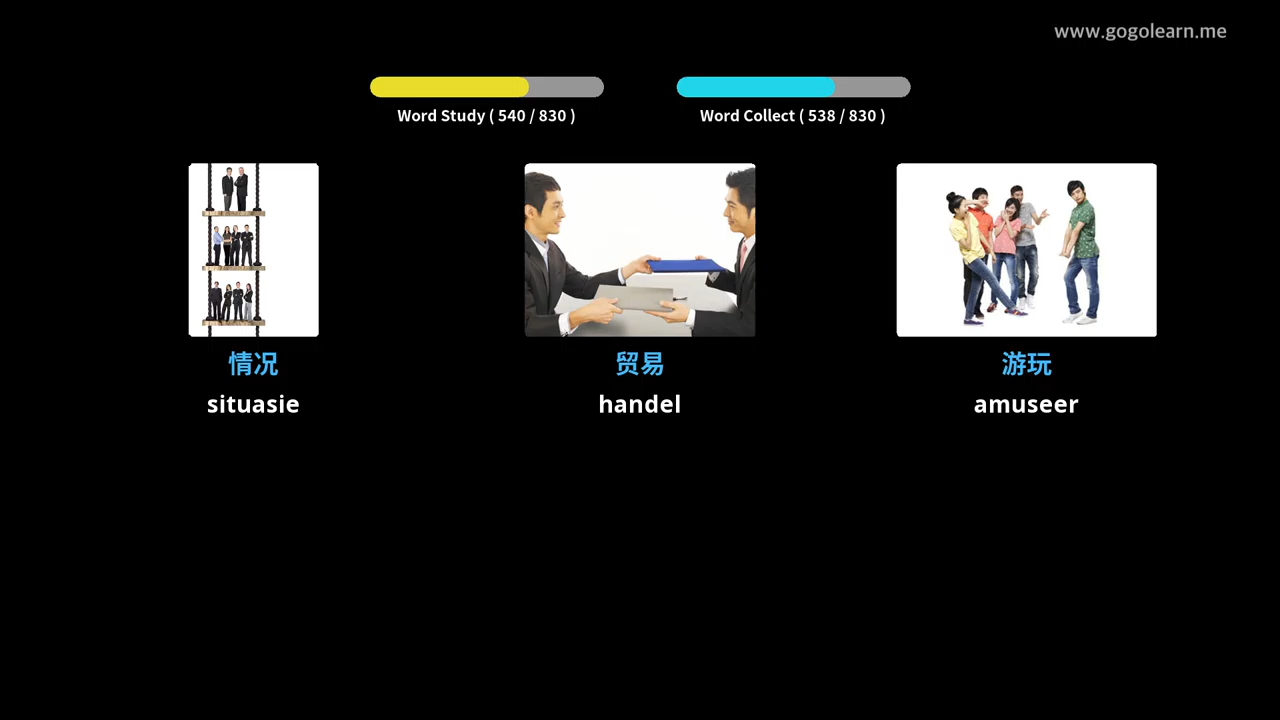 www.gogolearn.me
Word Study ( 540 / 830 )
Word Collect ( 538 / 830 )
情况
贸易
游玩
situasie
handel
amuseer